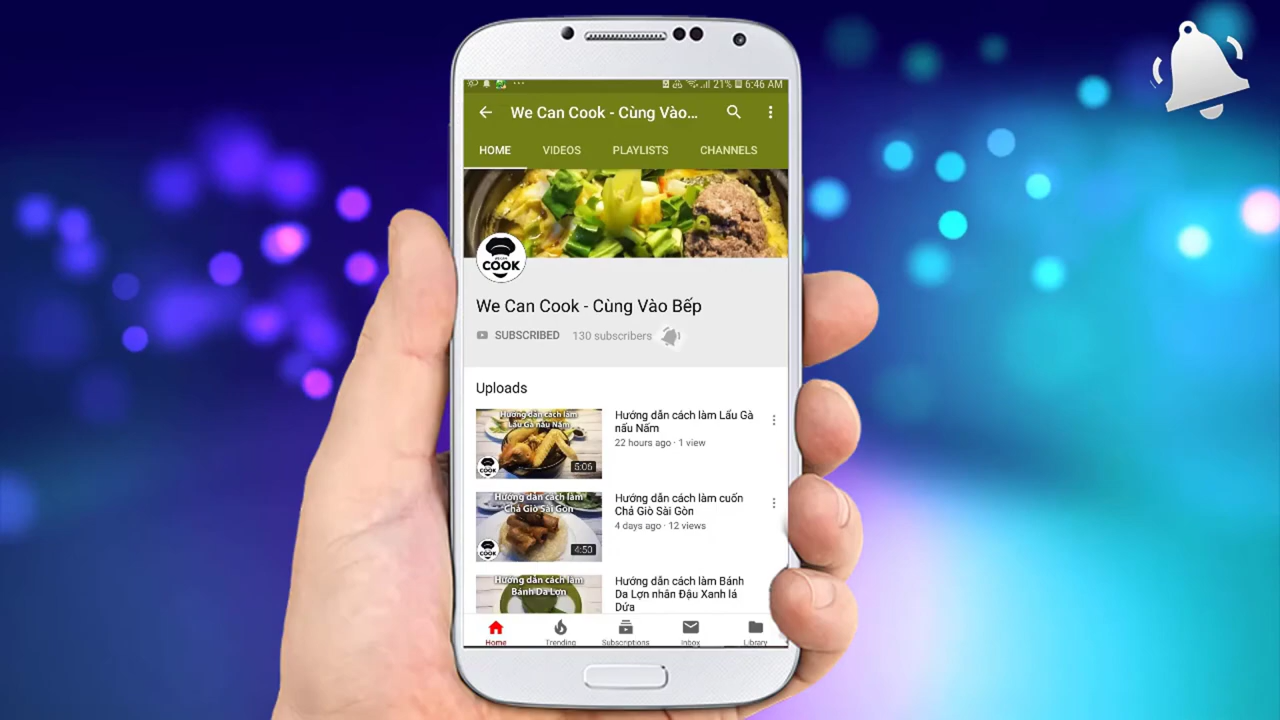 21% 6:46 AM
We Can Cook - Cùng Vào...
HOME VIDEOS PLAYLISTS CHANNELS
COOK
We Can Cook - Cùng Vào Bếp
SUBSCRIBED 130 subscribers
Uploads
Hướng dẫn cách làm
Lẩu Gà nấu Nấm
COOK
5:06
Hướng dẫn cách làm Lẩu Gà
nấu Nấm
22 hours ago · 1 view
Hướng dẫn cách làm
Chả Giò Sài Gòn
COOK
4:50
Hướng dẫn cách làm cuốn
Chả Giò Sài Gòn
4 days ago · 12 views
Hướng dẫn cách làm
Bánh Da Lợn
Hướng dẫn cách làm Bánh
Da Lợn nhân Đậu Xanh lá
Dứa
Home Trending Subscriptions Inbox Library